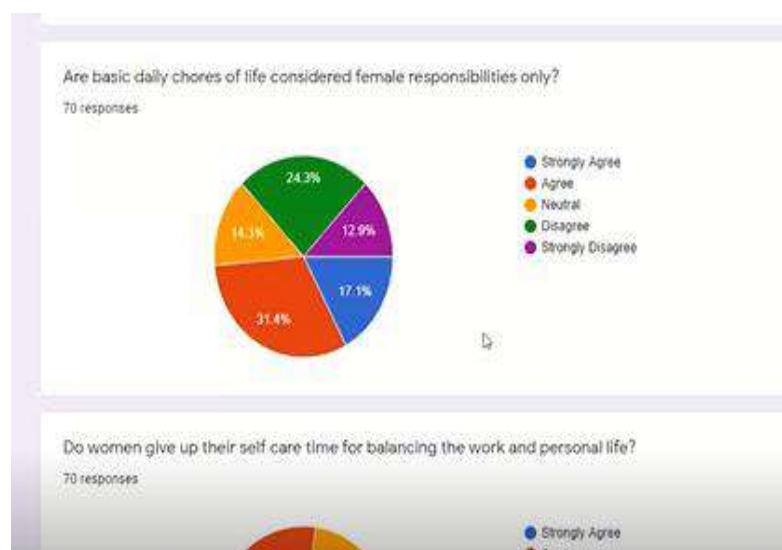 Are basic daily chores of life considered female responsibilities only?
70 responses
Strongly Agree
Agree
Neutral
Disagree
Strongly Disagree
24.3%
14.3%
12.9%
17.1%
31.4%
Do women give up their self care time for balancing the work and personal life?
70 responses
Strongly Agree